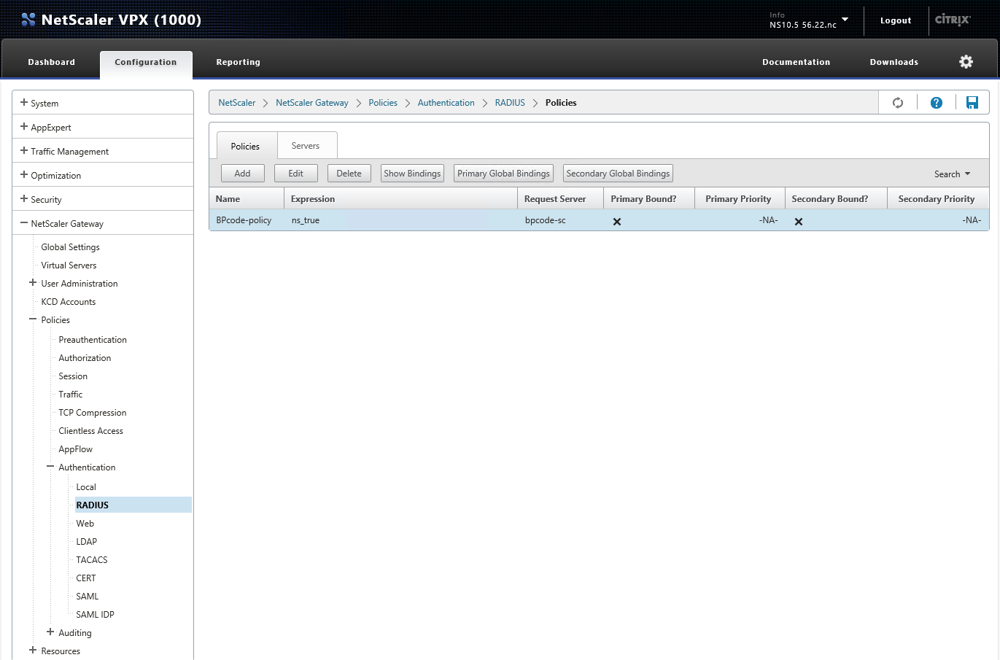 NetScaler VPX (1000)
Info
NS10.5 56.22.nc
Logout
CITRIX
Dashboard
Configuration
Reporting
Documentation
Downloads
System
AppExpert
Traffic Management
Optimization
Security
NetScaler Gateway
Global Settings
Virtual Servers
User Administration
KCD Accounts
Policies
Preauthentication
Authorization
Session
Traffic
TCP Compression
Clientless Access
AppFlow
Authentication
Local
RADIUS
Web
LDAP
TACACS
CERT
SAML
SAML IDP
Auditing
Resources
NetScaler > NetScaler Gateway > Policies > Authentication > RADIUS > Policies
Policies
Servers
Add
Edit
Delete
Show Bindings
Primary Global Bindings
Secondary Global Bindings
Search
Name Expression Request Server Primary Bound? Primary Priority Secondary Bound? Secondary Priority
BPcode-policy ns_true bpcode-sc -NA- -NA-